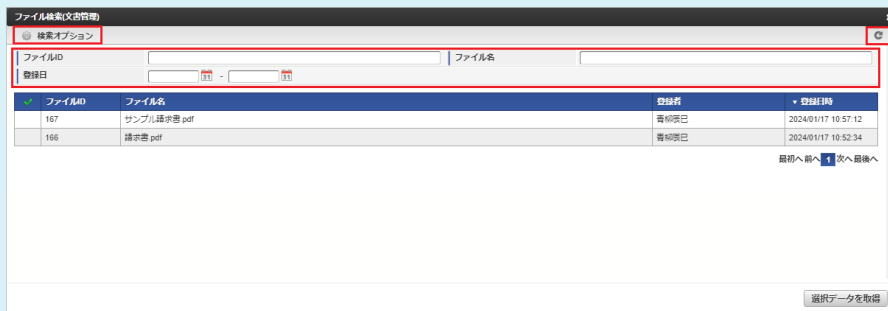 ファイル検索(文書管理)
検索オプション
ファイルID ファイル名
登録日 31 - 31
ファイルID ファイル名 登録者 ▼ 登録日時
167 サンプル請求書.pdf 青柳辰巳 2024/01/17 10:57:12
166 請求書.pdf 青柳辰巳 2024/01/17 10:52:34
最初へ 前へ 1 次へ 最後へ
選択データを取得